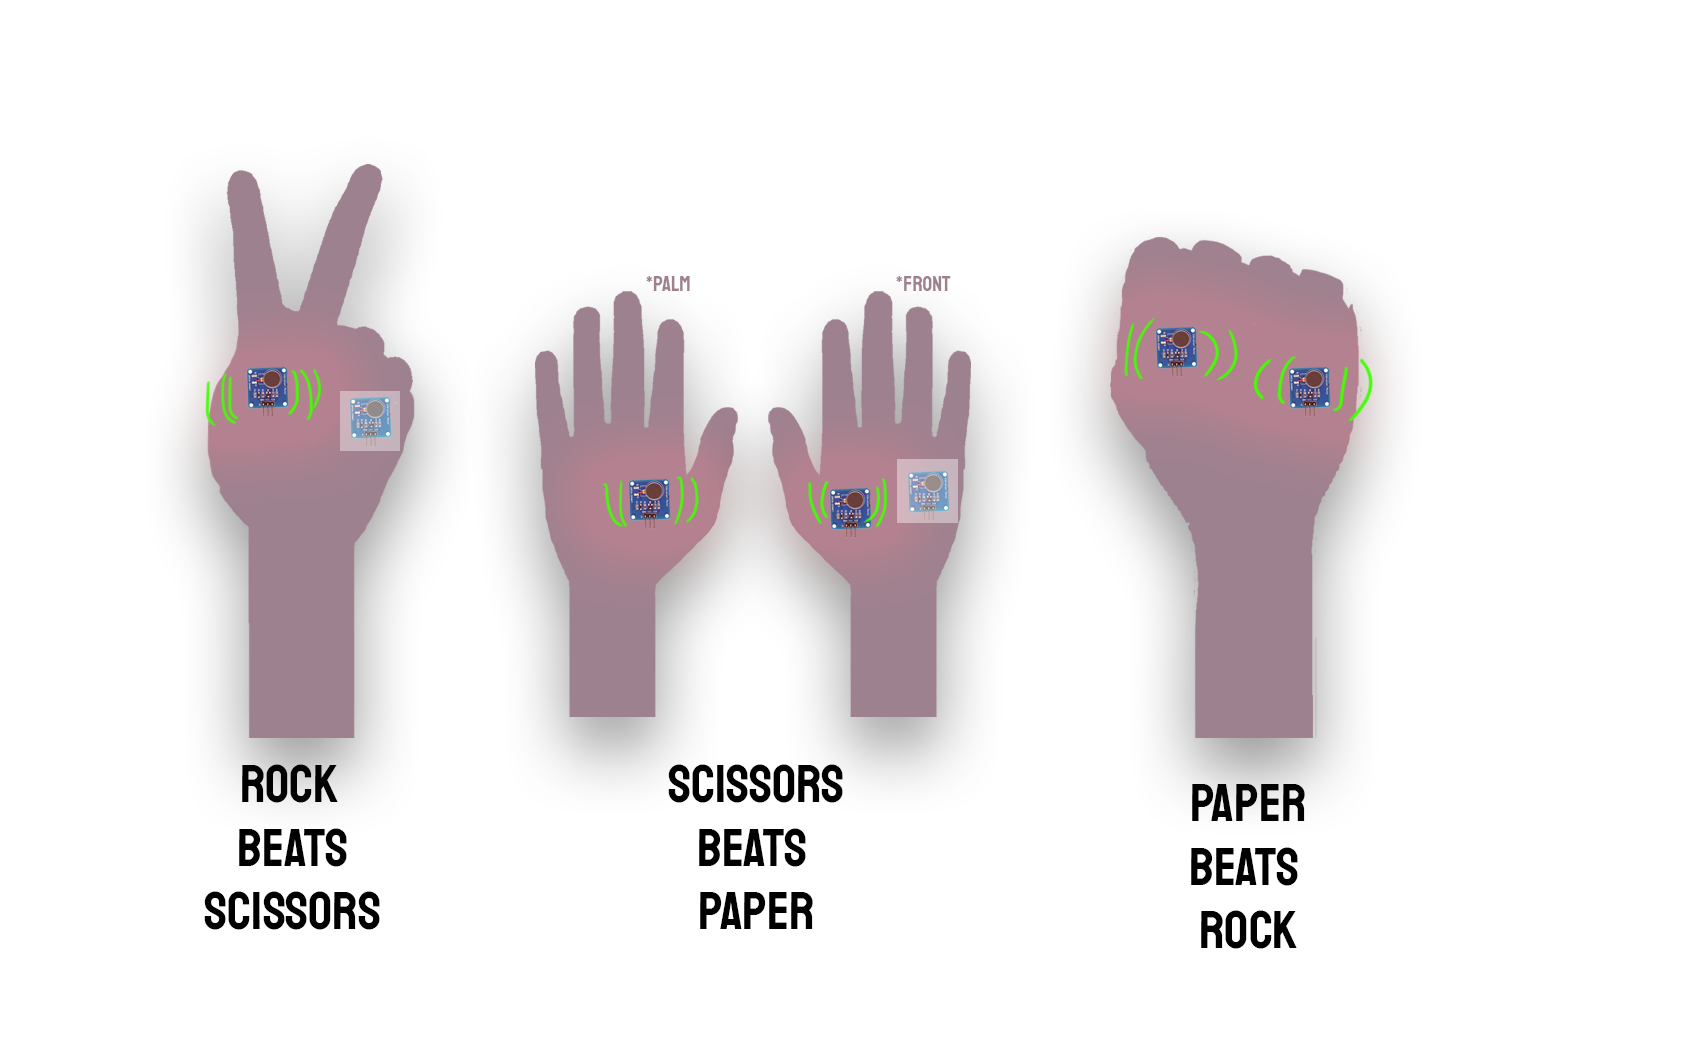 *PALM
*FRONT
ROCK
BEATS
SCISSORS
SCISSORS
BEATS
PAPER
PAPER
BEATS
ROCK